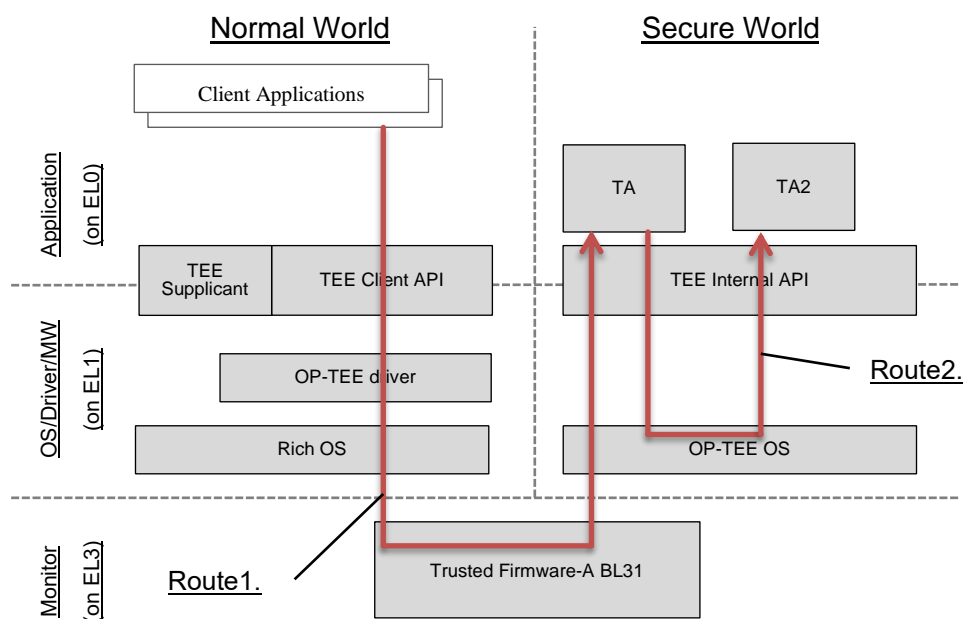 Normal World
Secure World
Client Applications
Application
(on EL0)
TA
TA2
TEE
Supplicant
TEE Client API
TEE Internal API
OS/Driver/MW
(on EL1)
OP-TEE driver
Route2.
Rich OS
OP-TEE OS
Monitor
(on EL3)
Route1.
Trusted Firmware-A BL31